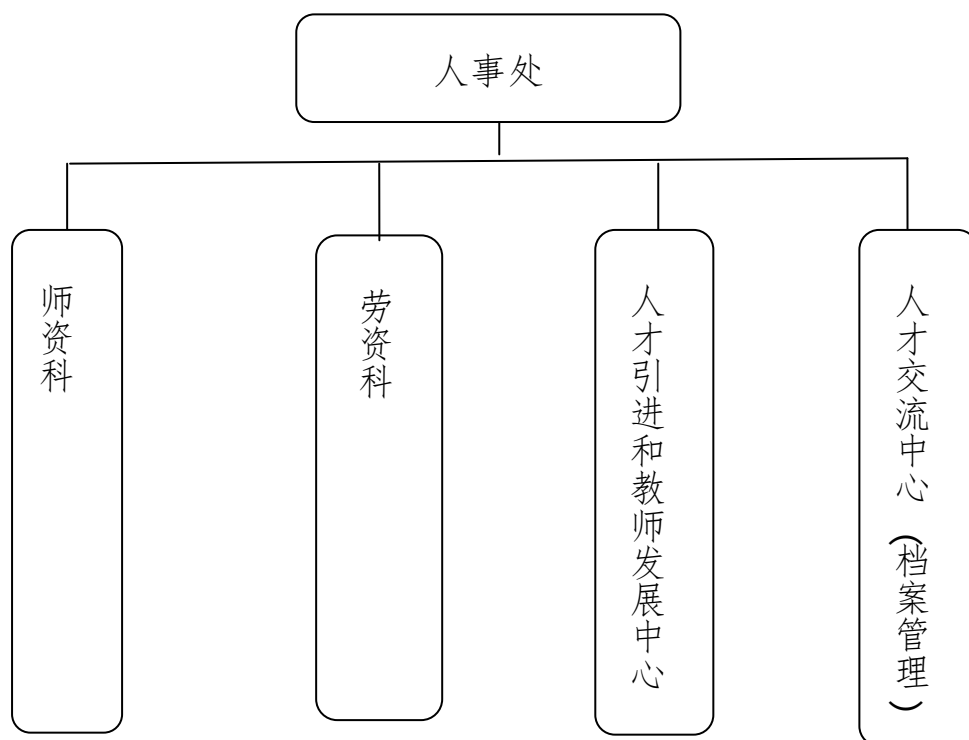 人事处
师资科
劳资科
人才引进和教师发展中心
人才交流中心（档案管理）